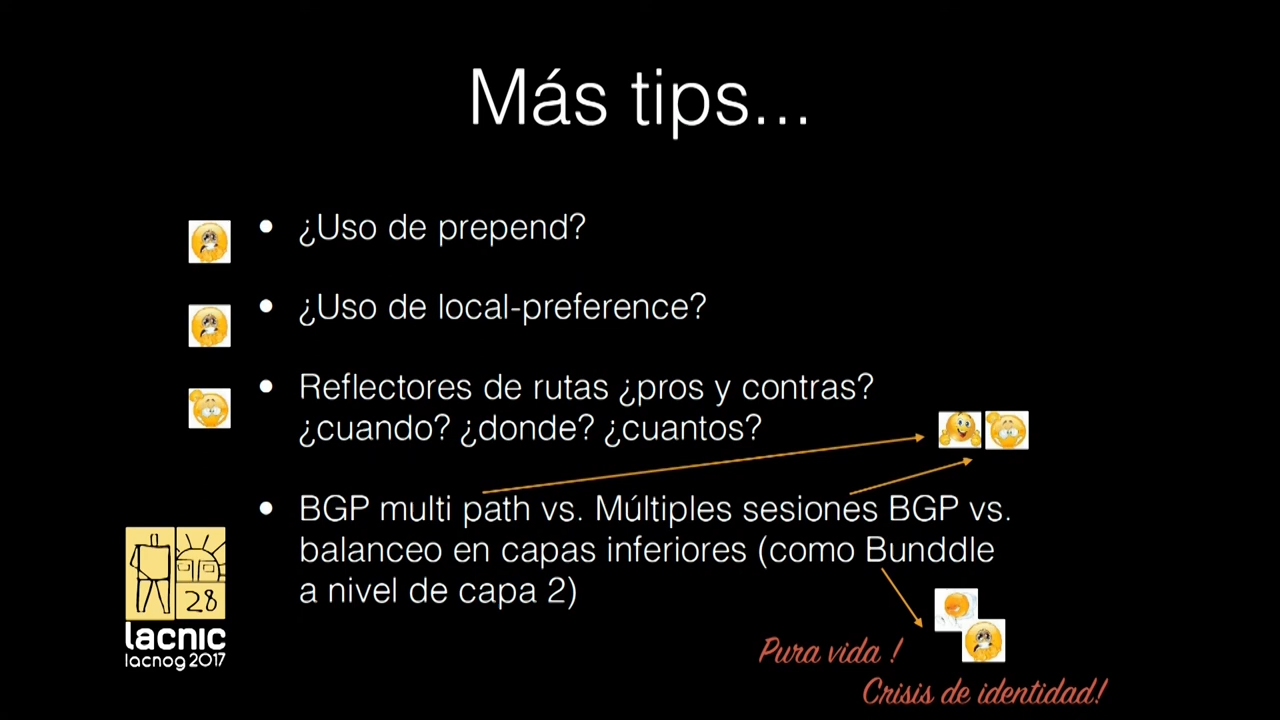 Más tips...
¿Uso de prepend?
¿Uso de local-preference?
Reflectores de rutas ¿pros y contras?
¿cuando? ¿donde? ¿cuantos?
BGP multi path vs. Múltiples sesiones BGP vs.
balanceo en capas inferiores (como Bunddle
a nivel de capa 2)
28
lacnic
lacnog 2017
Pura vida !
Crisis de identidad!